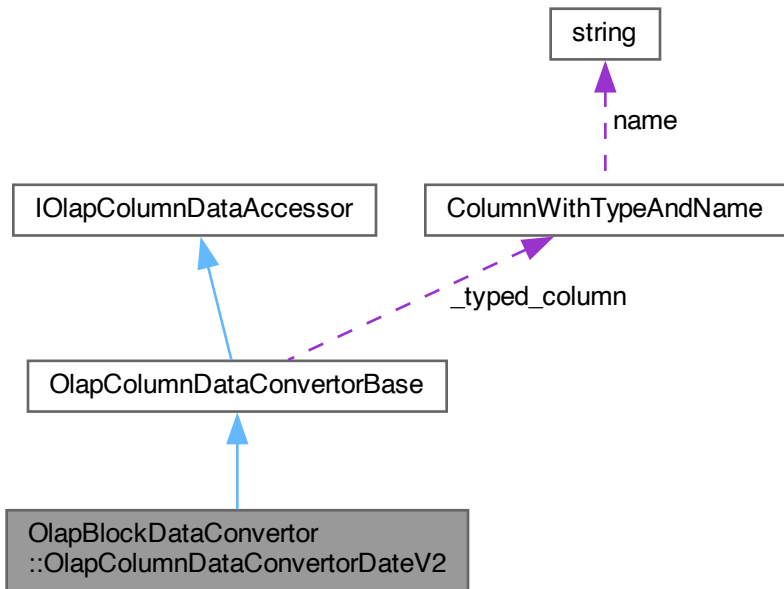 string
name
IOlapColumnDataAccessor
ColumnWithTypeAndName
_typed_column
OlapColumnDataConvertorBase
OlapBlockDataConvertor
::OlapColumnDataConvertorDateV2